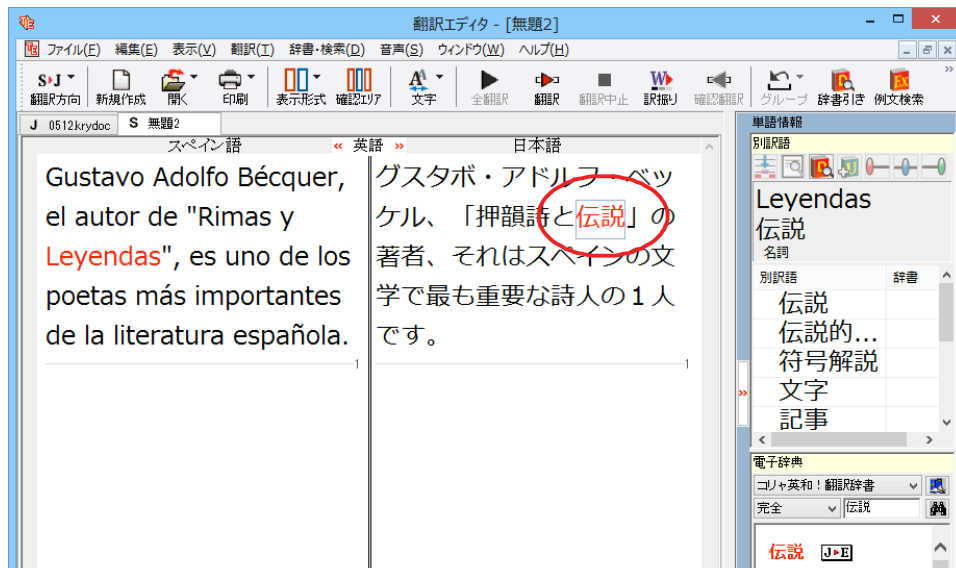 翻訳エディタ - [無題2]
ファイル(F) 編集(E) 表示(V) 翻訳(T) 辞書・検索(D) 音声(S) ウィンドウ(W) ヘルプ(H)
翻訳方向 新規作成 開く 印刷 表示形式 確認エリア 文字 全翻訳 翻訳 翻訳中止 訳振り 確認翻訳 グループ 辞書引き 例文検索
J 0512krydoc S 無題2
スペイン語 « 英語 » 日本語
Gustavo Adolfo Bécquer,
el autor de "Rimas y
Leyendas", es uno de los
poetas más importantes
de la literatura española.
1
グスタボ・アドルフ・ベッ
ケル、「押韻詩と伝説」の
著者、それはスペインの文
学で最も重要な詩人の1人
です。
1
単語情報
別訳語
Leyendas
伝説
名詞
別訳語 辞書
伝説
伝説的...
符号解説
文字
記事
電子辞典
コリャ英和!翻訳辞書
完全 伝説
伝説 J▸E